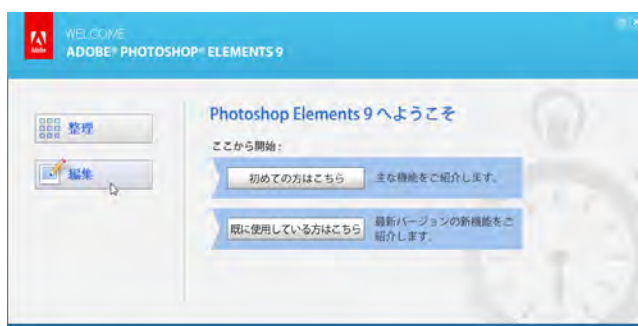 WELCOME
ADOBE® PHOTOSHOP® ELEMENTS 9
Adobe
整理
編集
Photoshop Elements 9 へようこそ
ここから開始 :
初めての方はこちら
主な機能をご紹介します。
既に使用している方はこちら
最新バージョンの新機能をご
紹介します。